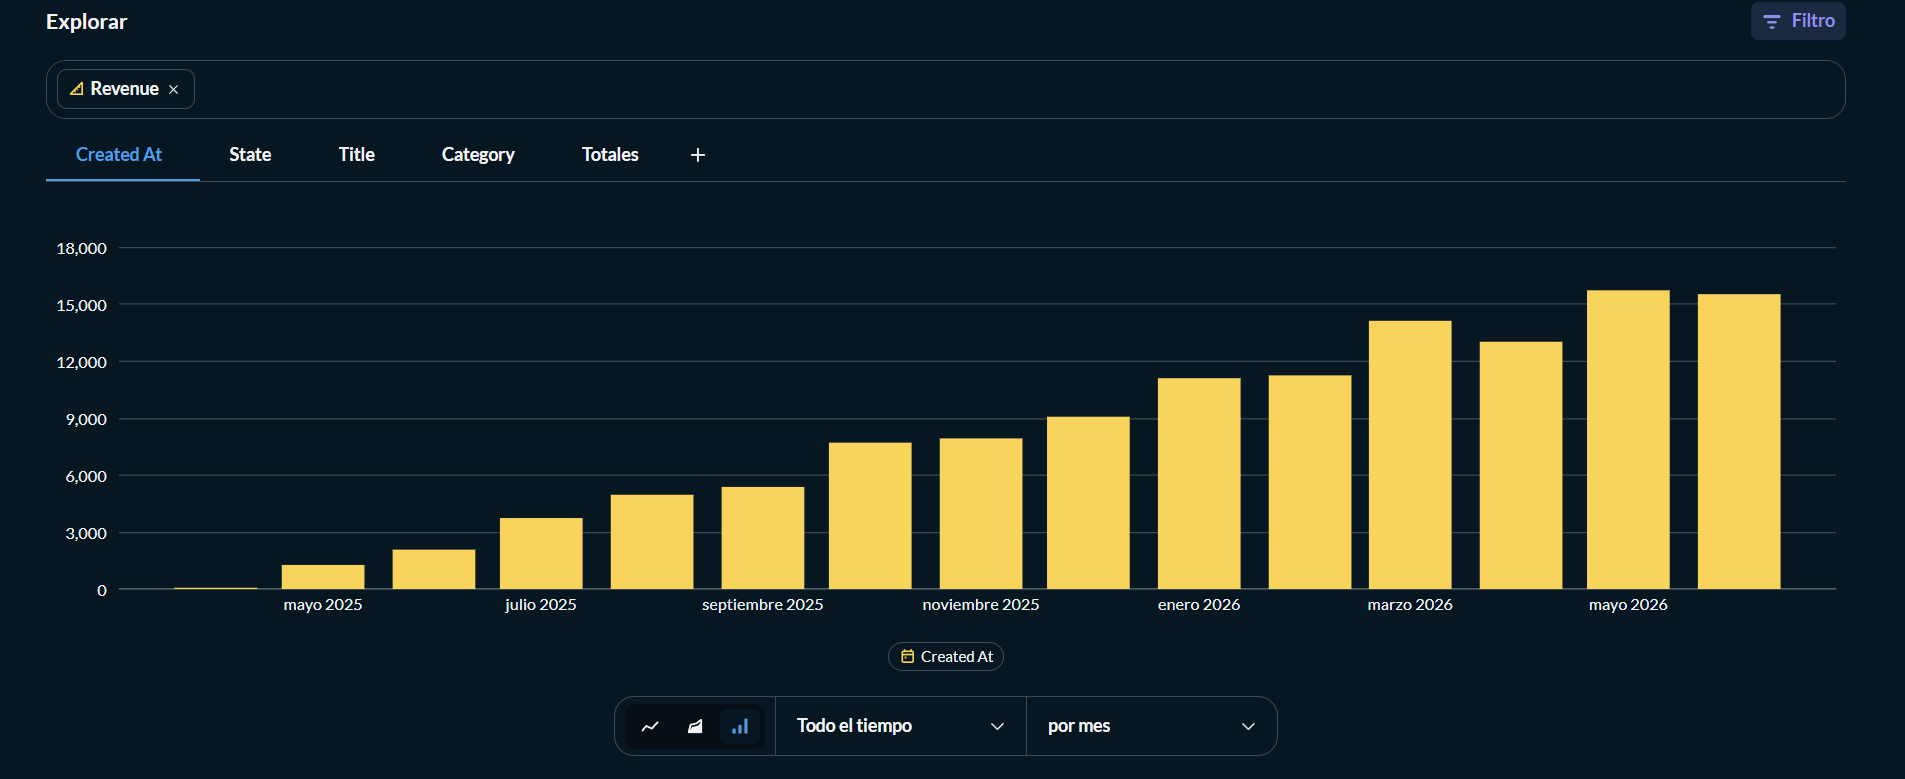 Explorar
Filtro
Revenue ×
Created At State Title Category Totales +
18,000
15,000
12,000
9,000
6,000
3,000
0
mayo 2025 julio 2025 septiembre 2025 noviembre 2025 enero 2026 marzo 2026 mayo 2026
Created At
Todo el tiempo por mes